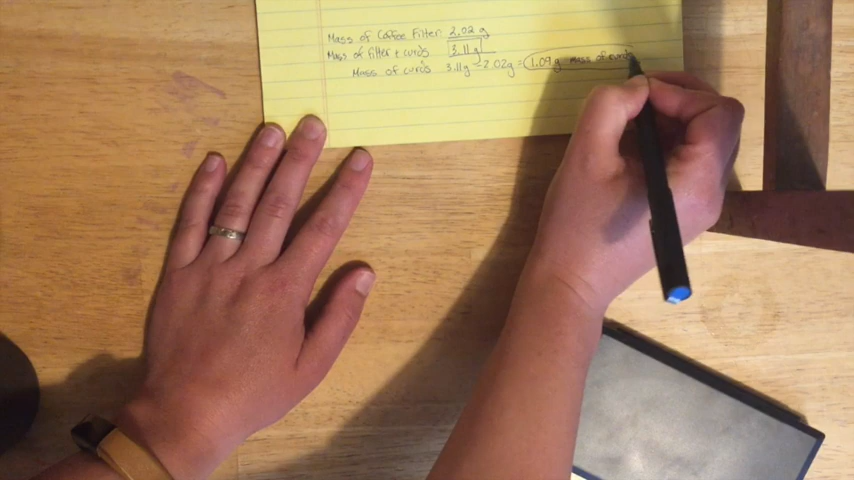 Mass of Coffee Filter 2.02 g
Mass of filter + curds 3.11 g
Mass of curds 3.11g - 2.02g = 1.09 g mass of curds